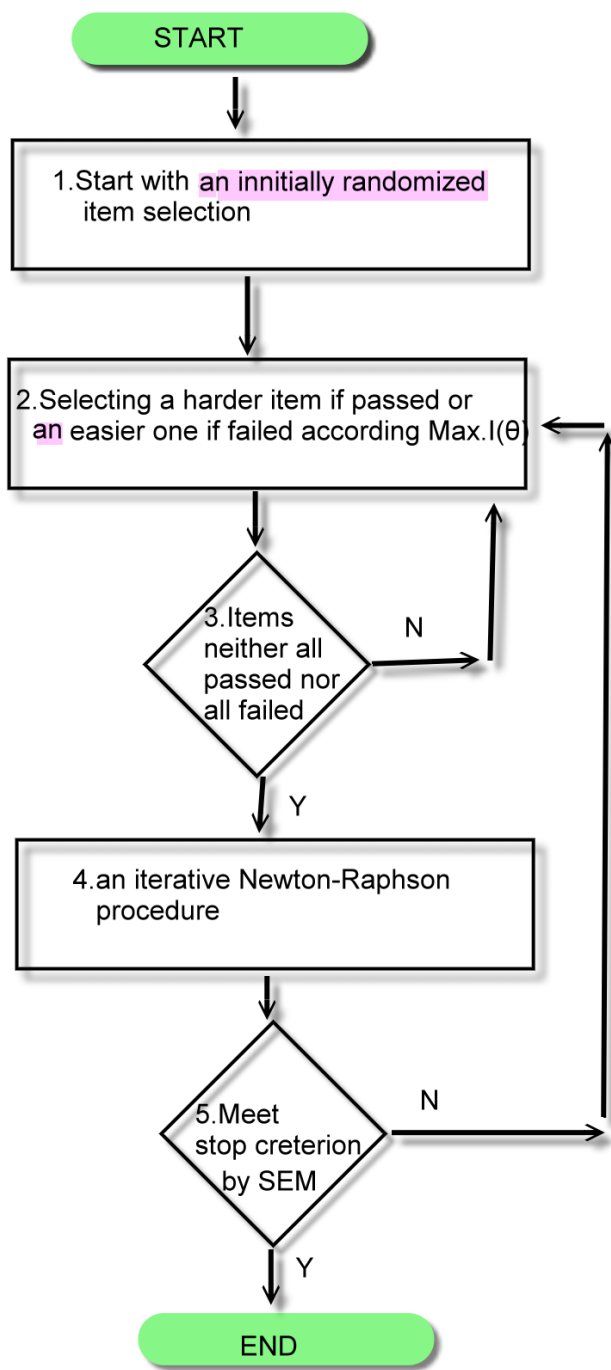 START
1.Start with an innitially randomized
item selection
2.Selecting a harder item if passed or
an easier one if failed according Max.I(θ)
3.Items
neither all
passed nor
all failed
N
Y
4.an iterative Newton-Raphson
procedure
5.Meet
stop creterion
by SEM
N
Y
END